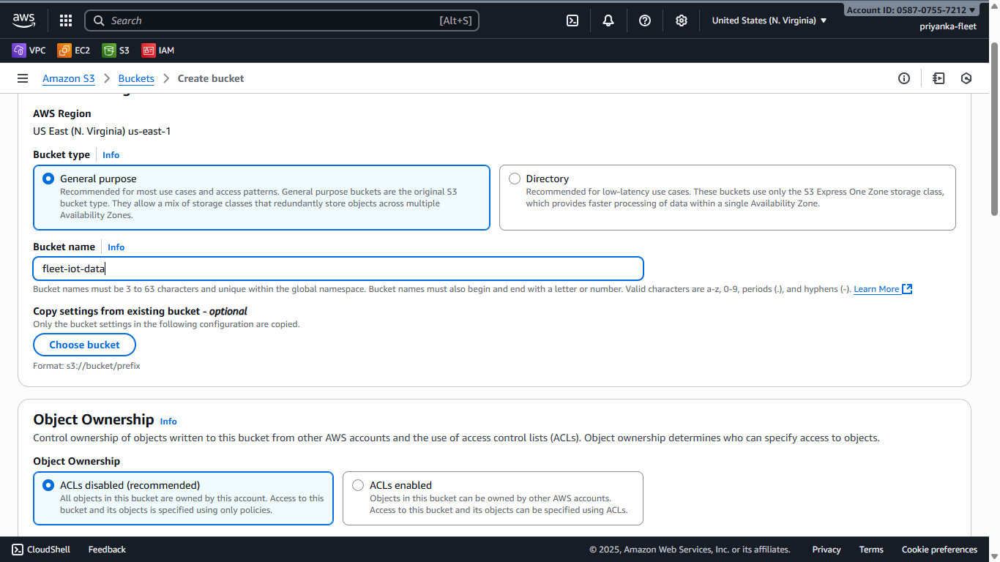 aws
Search
[Alt+S]
United States (N. Virginia)
Account ID: 0587-0755-7212
priyanka-fleet
VPC
EC2
S3
IAM
Amazon S3
Buckets
Create bucket
AWS Region
US East (N. Virginia) us-east-1
Bucket type
Info
General purpose
Recommended for most use cases and access patterns. General purpose buckets are the original S3
bucket type. They allow a mix of storage classes that redundantly store objects across multiple
Availability Zones.
Directory
Recommended for low-latency use cases. These buckets use only the S3 Express One Zone storage class,
which provides faster processing of data within a single Availability Zone.
Bucket name
Info
fleet-iot-data
Bucket names must be 3 to 63 characters and unique within the global namespace. Bucket names must also begin and end with a letter or number. Valid characters are a-z, 0-9, periods (.), and hyphens (-). Learn More
Copy settings from existing bucket - optional
Only the bucket settings in the following configuration are copied.
Choose bucket
Format: s3://bucket/prefix
Object Ownership
Info
Control ownership of objects written to this bucket from other AWS accounts and the use of access control lists (ACLs). Object ownership determines who can specify access to objects.
Object Ownership
ACLs disabled (recommended)
All objects in this bucket are owned by this account. Access to this
bucket and its objects is specified using only policies.
ACLs enabled
Objects in this bucket can be owned by other AWS accounts.
Access to this bucket and its objects can be specified using ACLs.
CloudShell
Feedback
© 2025, Amazon Web Services, Inc. or its affiliates.
Privacy
Terms
Cookie preferences